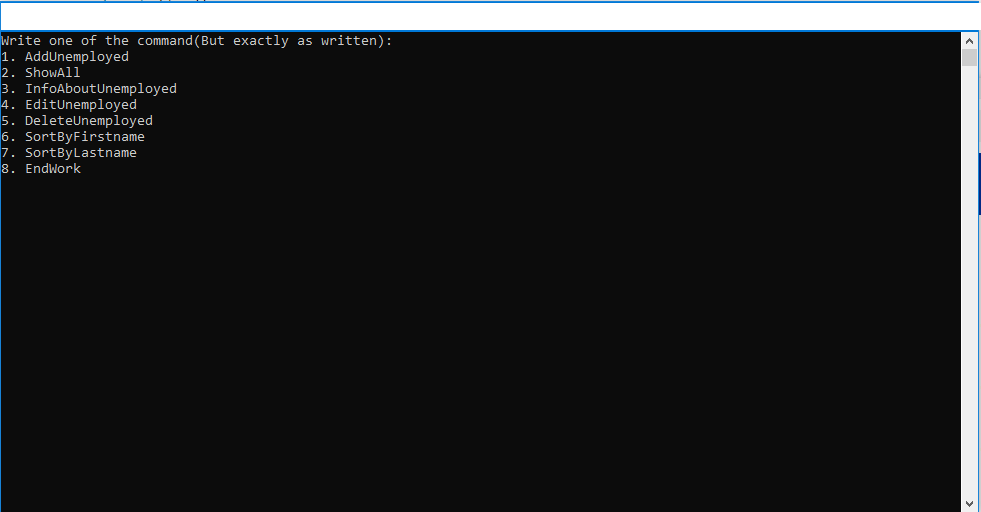 Write one of the command(But exactly as written):
1. AddUnemployed
2. ShowAll
3. InfoAboutUnemployed
4. EditUnemployed
5. DeleteUnemployed
6. SortByFirstname
7. SortByLastname
8. EndWork